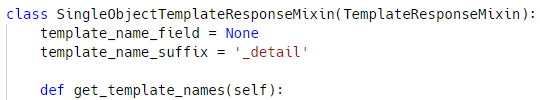 class SingleObjectTemplateResponseMixin(TemplateResponseMixin):
    template_name_field = None
    template_name_suffix = '_detail'

    def get_template_names(self):